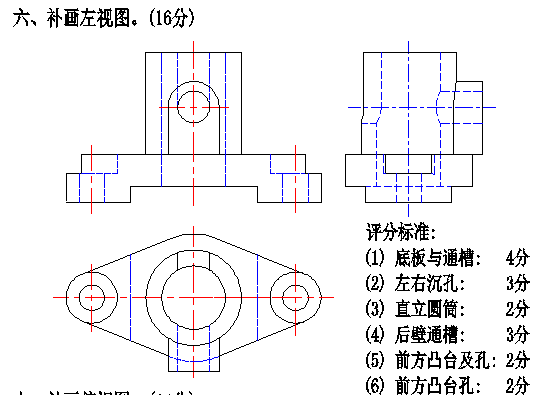 六、补画左视图。(16分)
评分标准:
(1) 底板与通槽: 4分
(2) 左右沉孔: 3分
(3) 直立圆筒: 2分
(4) 后壁通槽: 3分
(5) 前方凸台及孔: 2分
(6) 前方凸台孔: 2分